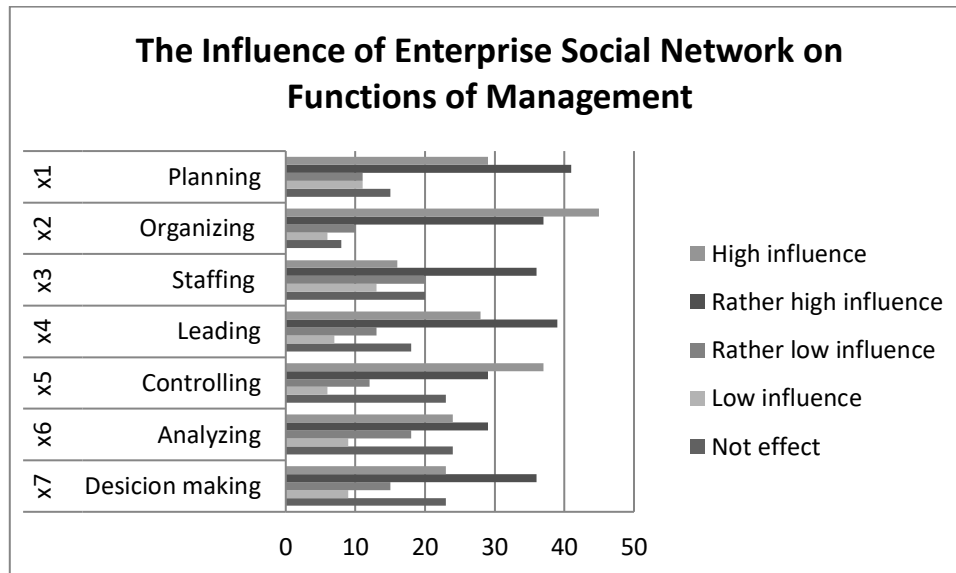 The Influence of Enterprise Social Network on
Functions of Management
x1 Planning
x2 Organizing
x3 Staffing
x4 Leading
x5 Controlling
x6 Analyzing
x7 Desicion making
0 10 20 30 40 50
High influence
Rather high influence
Rather low influence
Low influence
Not effect